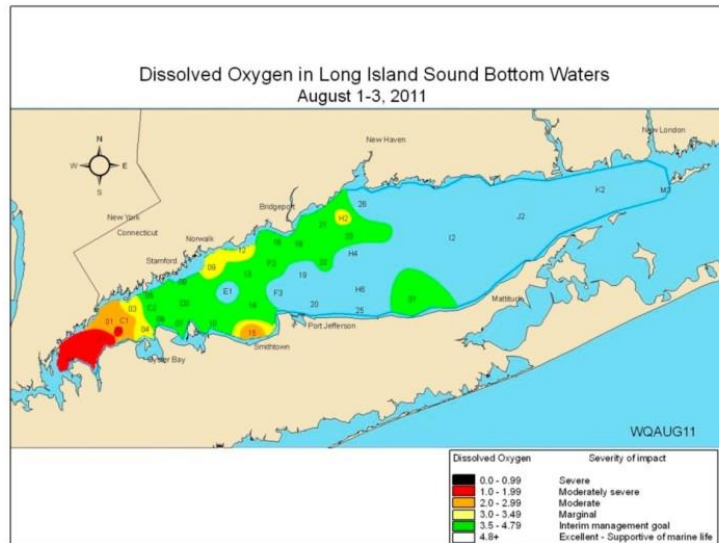 Dissolved Oxygen in Long Island Sound Bottom Waters
August 1-3, 2011
New London
New Haven
N
W E
S
K2
M3
26
Bridgeport
H2
J2
New York
21
Connecticut
Norwalk
12
I2
Stamford
H4
09
19
E1
F3
H6
03
14
20
25
31
Mattituck
01
C1
04
15
Port Jefferson
Smithtown
Oyster Bay
WQAUG11
Dissolved Oxygen Severity of impact
0.0 - 0.99 Severe
1.0 - 1.99 Moderately severe
2.0 - 2.99 Moderate
3.0 - 3.49 Marginal
3.5 - 4.79 Interim management goal
4.8+ Excellent - Supportive of marine life